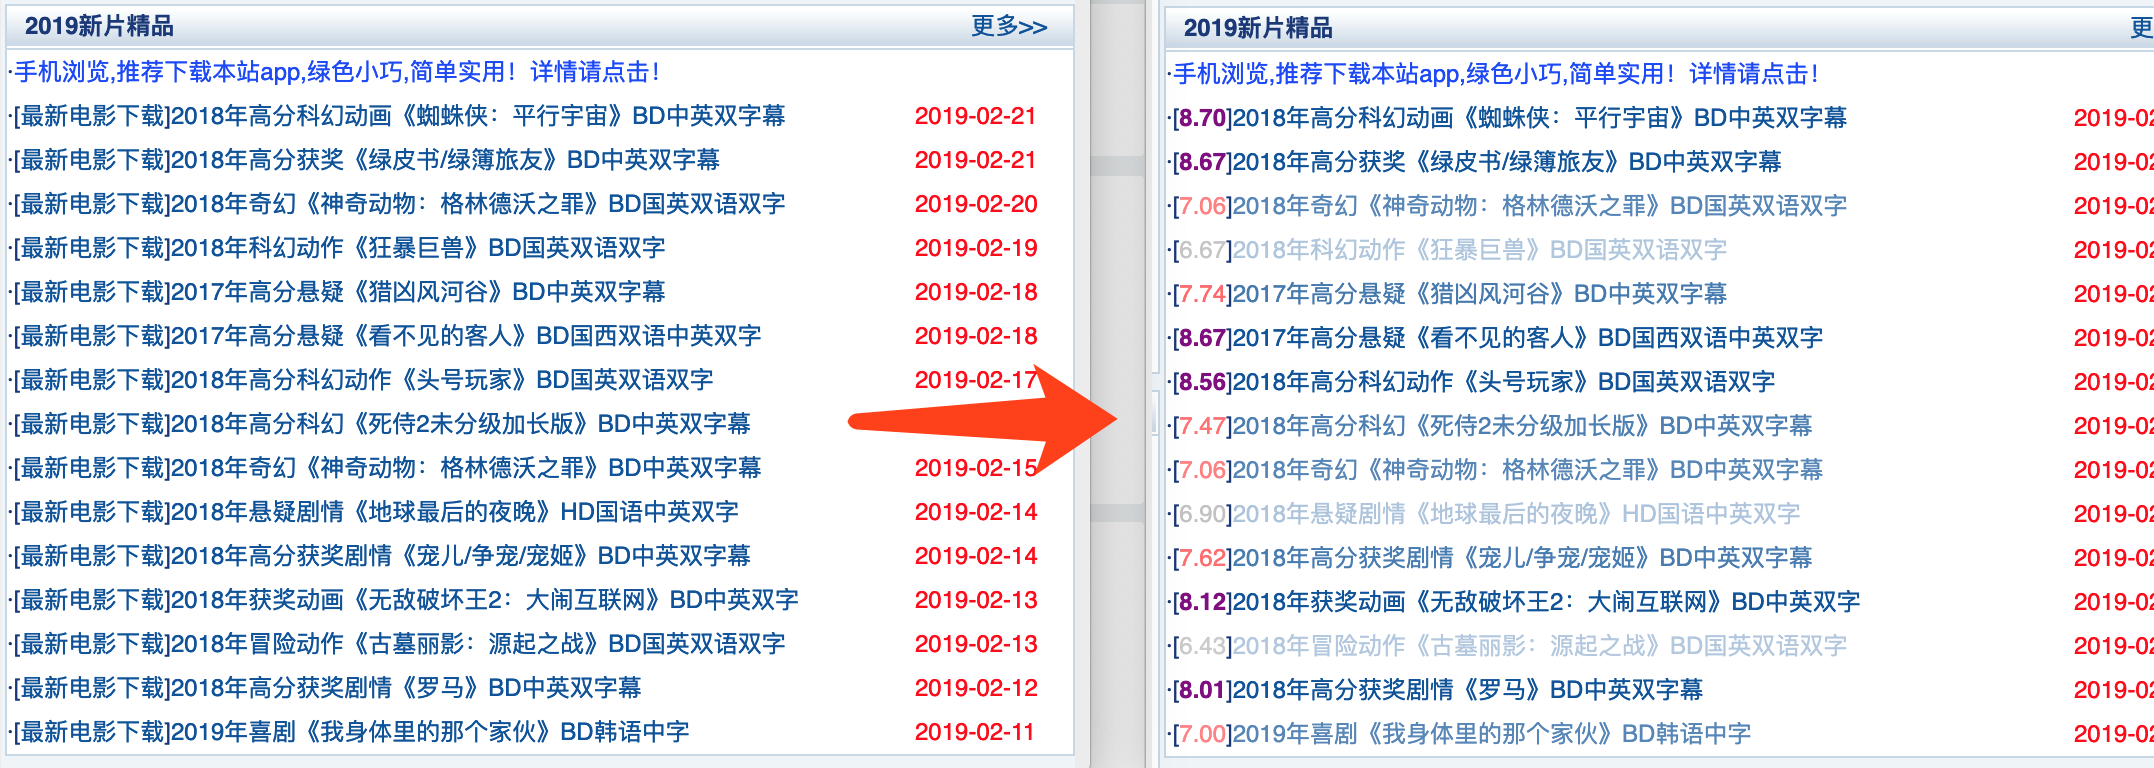 2019新片精品 更多>>
·手机浏览,推荐下载本站app,绿色小巧,简单实用！详情请点击！
·[最新电影下载]2018年高分科幻动画《蜘蛛侠：平行宇宙》BD中英双字幕 2019-02-21
·[最新电影下载]2018年高分获奖《绿皮书/绿簿旅友》BD中英双字幕 2019-02-21
·[最新电影下载]2018年奇幻《神奇动物：格林德沃之罪》BD国英双语双字 2019-02-20
·[最新电影下载]2018年科幻动作《狂暴巨兽》BD国英双语双字 2019-02-19
·[最新电影下载]2017年高分悬疑《猎凶风河谷》BD中英双字幕 2019-02-18
·[最新电影下载]2017年高分悬疑《看不见的客人》BD国西双语中英双字 2019-02-18
·[最新电影下载]2018年高分科幻动作《头号玩家》BD国英双语双字 2019-02-17
·[最新电影下载]2018年高分科幻《死侍2未分级加长版》BD中英双字幕
·[最新电影下载]2018年奇幻《神奇动物：格林德沃之罪》BD中英双字幕 2019-02-15
·[最新电影下载]2018年悬疑剧情《地球最后的夜晚》HD国语中英双字 2019-02-14
·[最新电影下载]2018年高分获奖剧情《宠儿/争宠/宠姬》BD中英双字幕 2019-02-14
·[最新电影下载]2018年获奖动画《无敌破坏王2：大闹互联网》BD中英双字 2019-02-13
·[最新电影下载]2018年冒险动作《古墓丽影：源起之战》BD国英双语双字 2019-02-13
·[最新电影下载]2018年高分获奖剧情《罗马》BD中英双字幕 2019-02-12
·[最新电影下载]2019年喜剧《我身体里的那个家伙》BD韩语中字 2019-02-11
2019新片精品 更
·手机浏览,推荐下载本站app,绿色小巧,简单实用！详情请点击！
·[8.70]2018年高分科幻动画《蜘蛛侠：平行宇宙》BD中英双字幕 2019-02
·[8.67]2018年高分获奖《绿皮书/绿簿旅友》BD中英双字幕 2019-02
·[7.06]2018年奇幻《神奇动物：格林德沃之罪》BD国英双语双字 2019-02
·[6.67]2018年科幻动作《狂暴巨兽》BD国英双语双字 2019-02
·[7.74]2017年高分悬疑《猎凶风河谷》BD中英双字幕 2019-02
·[8.67]2017年高分悬疑《看不见的客人》BD国西双语中英双字 2019-02
·[8.56]2018年高分科幻动作《头号玩家》BD国英双语双字 2019-02
·[7.47]2018年高分科幻《死侍2未分级加长版》BD中英双字幕 2019-02
·[7.06]2018年奇幻《神奇动物：格林德沃之罪》BD中英双字幕 2019-02
·[6.90]2018年悬疑剧情《地球最后的夜晚》HD国语中英双字 2019-02
·[7.62]2018年高分获奖剧情《宠儿/争宠/宠姬》BD中英双字幕 2019-02
·[8.12]2018年获奖动画《无敌破坏王2：大闹互联网》BD中英双字 2019-02
·[6.43]2018年冒险动作《古墓丽影：源起之战》BD国英双语双字 2019-02
·[8.01]2018年高分获奖剧情《罗马》BD中英双字幕 2019-02
·[7.00]2019年喜剧《我身体里的那个家伙》BD韩语中字 2019-02